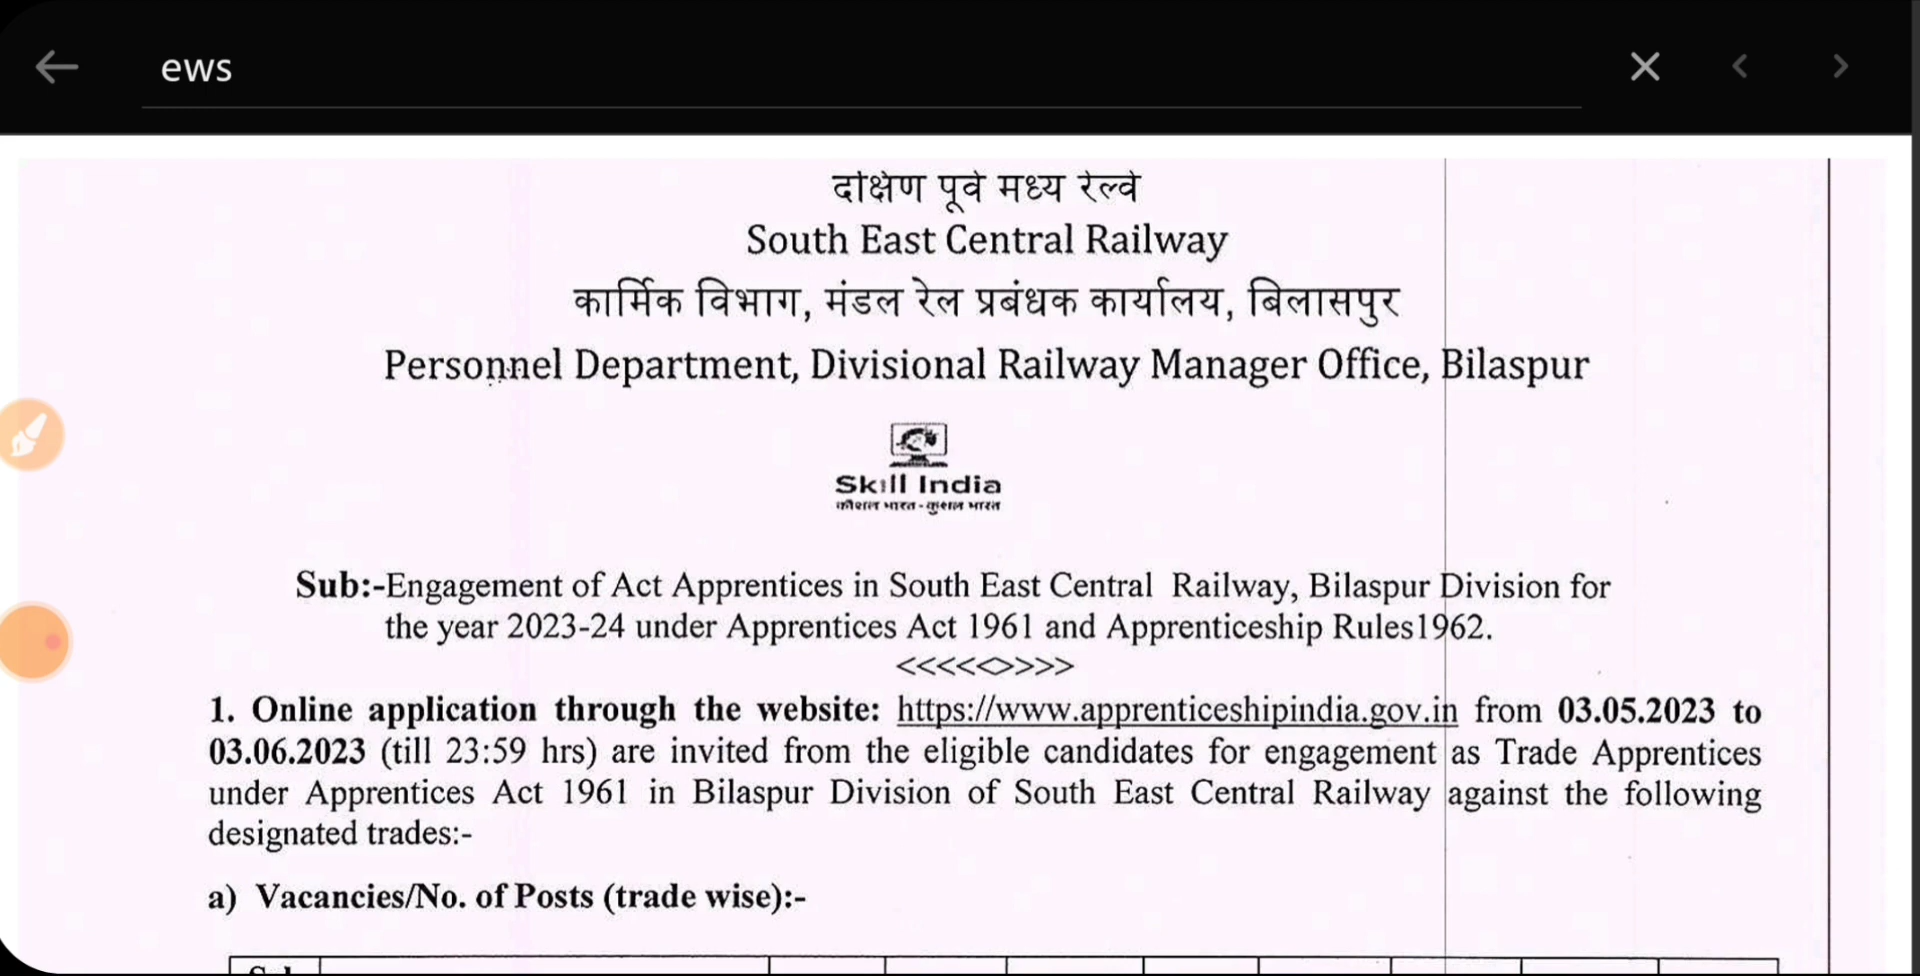 ews
दक्षिण पूर्व मध्य रेल्वे
South East Central Railway
कार्मिक विभाग, मंडल रेल प्रबंधक कार्यालय, बिलासपुर
Personnel Department, Divisional Railway Manager Office, Bilaspur
Skill India
कौशल भारत - कुशल भारत
Sub:-Engagement of Act Apprentices in South East Central Railway, Bilaspur Division for
the year 2023-24 under Apprentices Act 1961 and Apprenticeship Rules1962.
<<<<<>>>>
1. Online application through the website: https://www.apprenticeshipindia.gov.in from 03.05.2023 to
03.06.2023 (till 23:59 hrs) are invited from the eligible candidates for engagement as Trade Apprentices
under Apprentices Act 1961 in Bilaspur Division of South East Central Railway against the following
designated trades:-
a) Vacancies/No. of Posts (trade wise):-